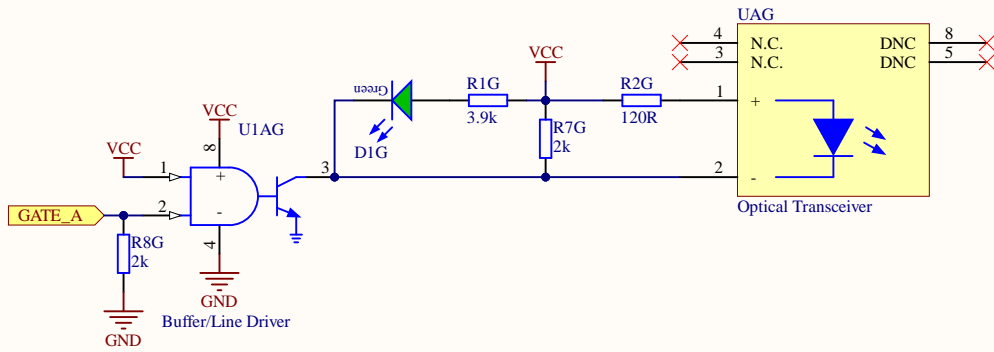 UAG
4 N.C. DNC 8
3 N.C. DNC 5
VCC
Green
R1G
3.9k
R2G
120R
1 +
D1G
R7G
2k
VCC
U1AG
8
VCC
1
+
3
2 -
Optical Transceiver
GATE_A
2
-
4
R8G
2k
GND
Buffer/Line Driver
GND